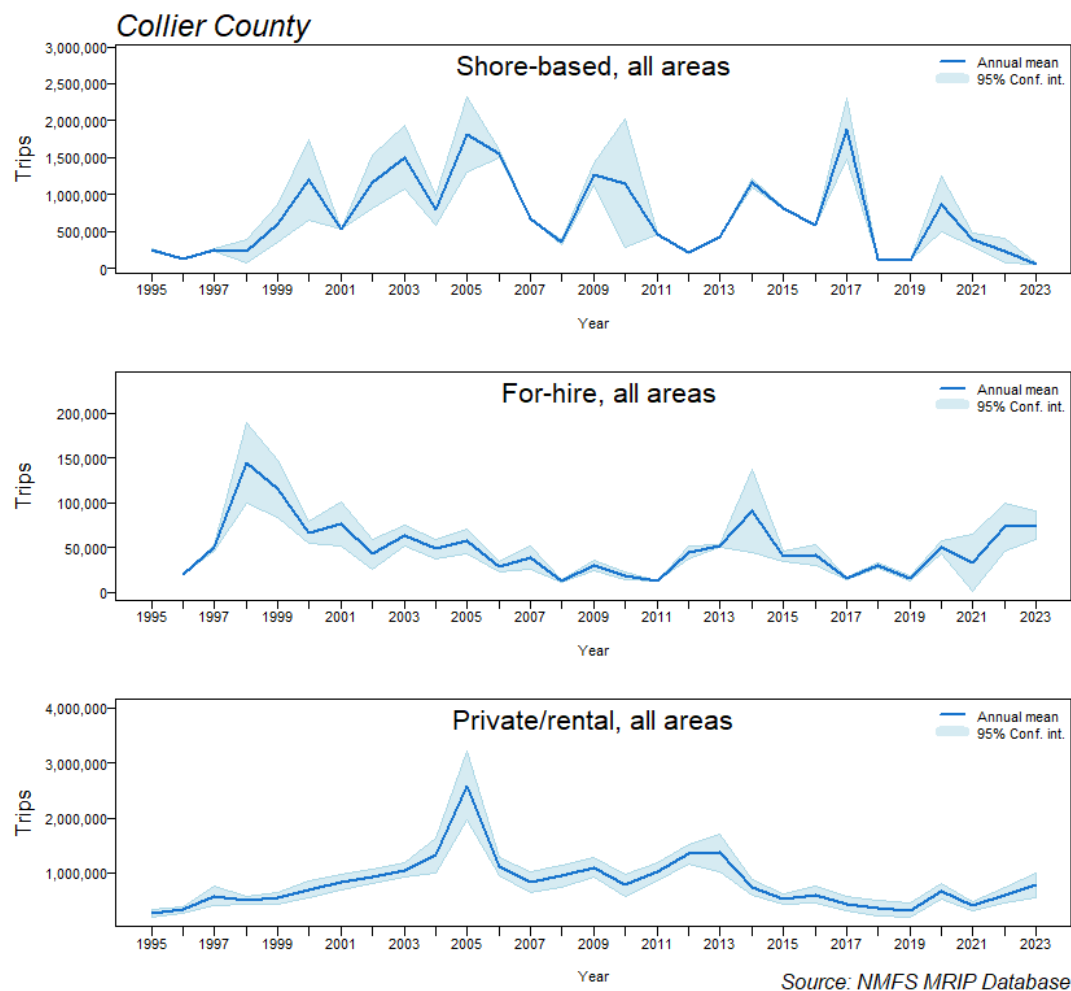 Collier County
Shore-based, all areas
Annual mean
95% Conf. int.
3,000,000
2,500,000
2,000,000
1,500,000
1,000,000
500,000
0
Trips
1995 1997 1999 2001 2003 2005 2007 2009 2011 2013 2015 2017 2019 2021 2023
Year
For-hire, all areas
Annual mean
95% Conf. int.
200,000
150,000
100,000
50,000
0
Trips
1995 1997 1999 2001 2003 2005 2007 2009 2011 2013 2015 2017 2019 2021 2023
Year
Private/rental, all areas
Annual mean
95% Conf. int.
4,000,000
3,000,000
2,000,000
1,000,000
Trips
1995 1997 1999 2001 2003 2005 2007 2009 2011 2013 2015 2017 2019 2021 2023
Year
Source: NMFS MRIP Database